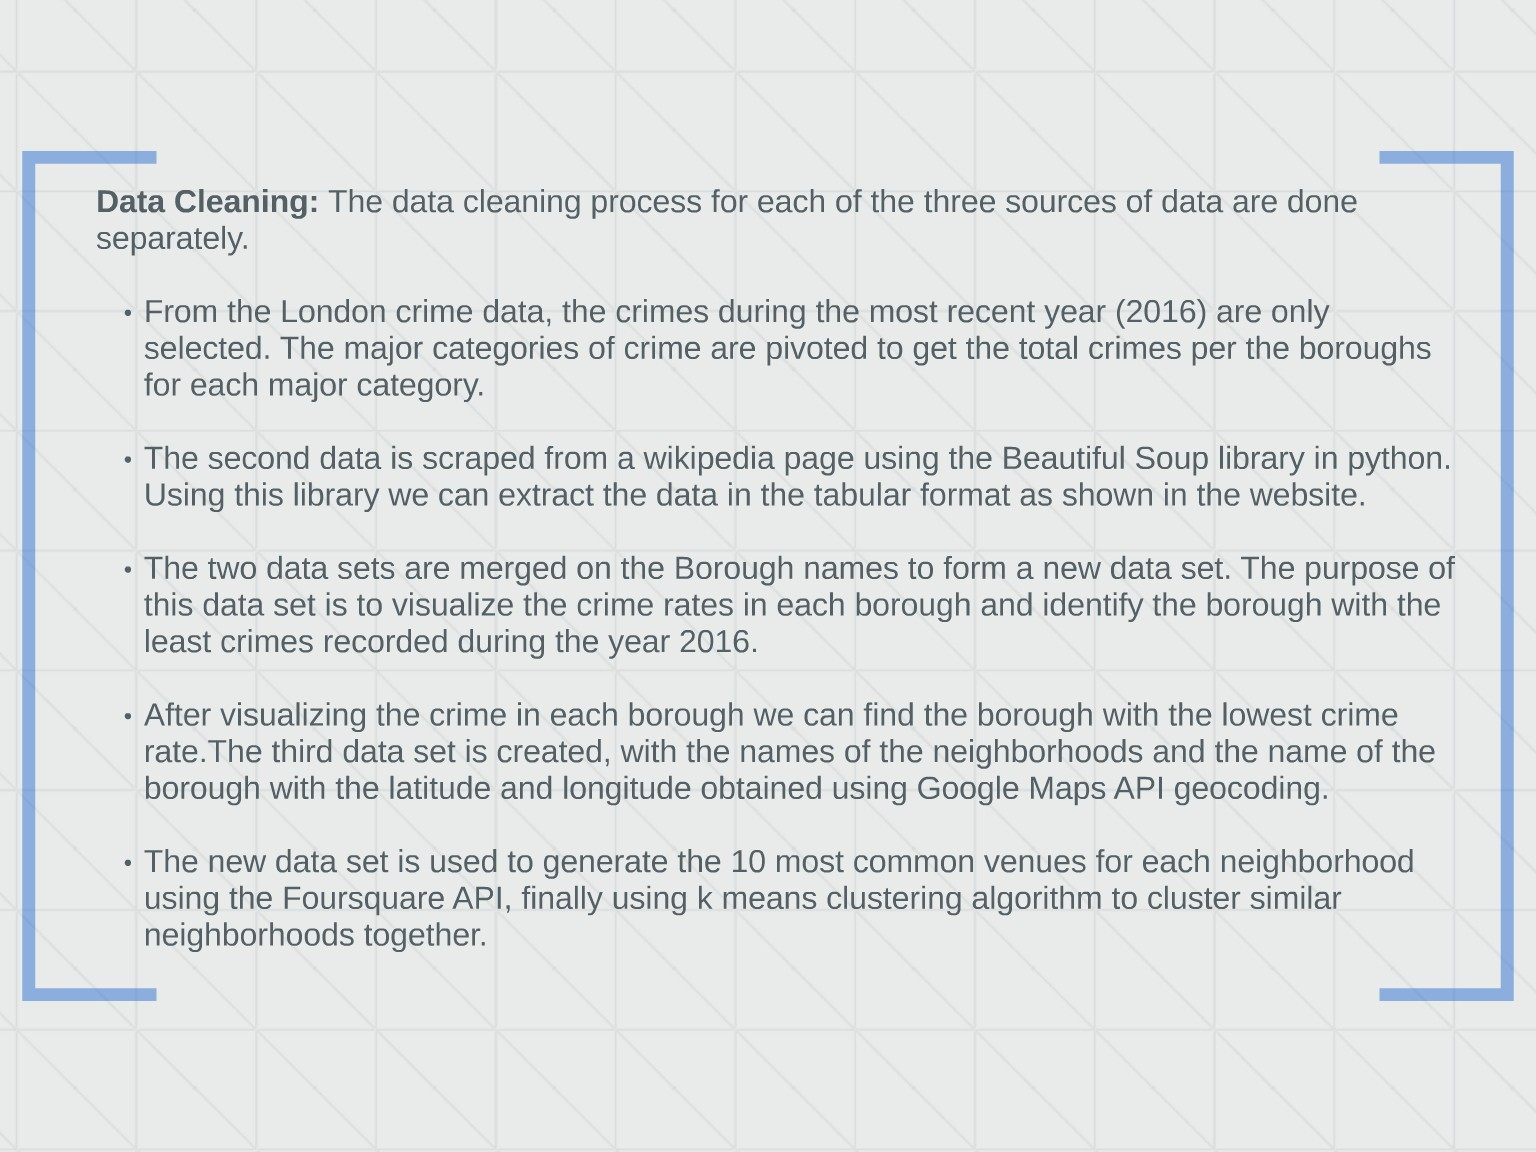 Data Cleaning: The data cleaning process for each of the three sources of data are done
separately.
• From the London crime data, the crimes during the most recent year (2016) are only
selected. The major categories of crime are pivoted to get the total crimes per the boroughs
for each major category.
• The second data is scraped from a wikipedia page using the Beautiful Soup library in python.
Using this library we can extract the data in the tabular format as shown in the website.
• The two data sets are merged on the Borough names to form a new data set. The purpose of
this data set is to visualize the crime rates in each borough and identify the borough with the
least crimes recorded during the year 2016.
• After visualizing the crime in each borough we can find the borough with the lowest crime
rate.The third data set is created, with the names of the neighborhoods and the name of the
borough with the latitude and longitude obtained using Google Maps API geocoding.
• The new data set is used to generate the 10 most common venues for each neighborhood
using the Foursquare API, finally using k means clustering algorithm to cluster similar
neighborhoods together.